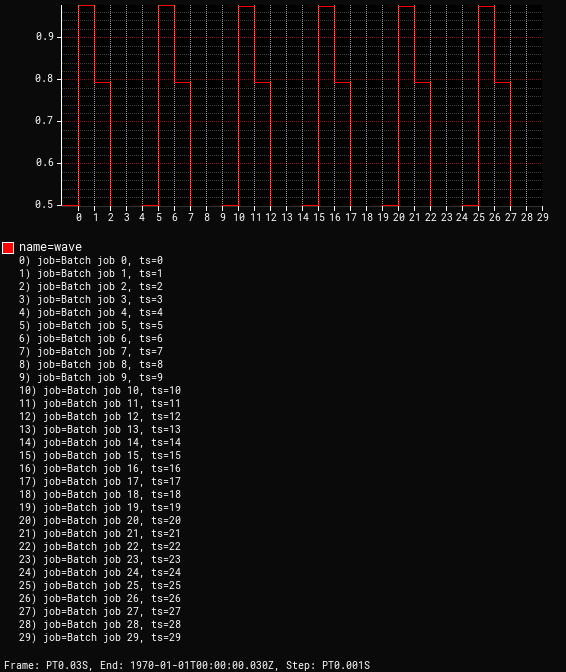 0.9
0.8
0.7
0.6
0.5
0 1 2 3 4 5 6 7 8 9 10 11 12 13 14 15 16 17 18 19 20 21 22 23 24 25 26 27 28 29
name=wave
0) job=Batch job 0, ts=0
1) job=Batch job 1, ts=1
2) job=Batch job 2, ts=2
3) job=Batch job 3, ts=3
4) job=Batch job 4, ts=4
5) job=Batch job 5, ts=5
6) job=Batch job 6, ts=6
7) job=Batch job 7, ts=7
8) job=Batch job 8, ts=8
9) job=Batch job 9, ts=9
10) job=Batch job 10, ts=10
11) job=Batch job 11, ts=11
12) job=Batch job 12, ts=12
13) job=Batch job 13, ts=13
14) job=Batch job 14, ts=14
15) job=Batch job 15, ts=15
16) job=Batch job 16, ts=16
17) job=Batch job 17, ts=17
18) job=Batch job 18, ts=18
19) job=Batch job 19, ts=19
20) job=Batch job 20, ts=20
21) job=Batch job 21, ts=21
22) job=Batch job 22, ts=22
23) job=Batch job 23, ts=23
24) job=Batch job 24, ts=24
25) job=Batch job 25, ts=25
26) job=Batch job 26, ts=26
27) job=Batch job 27, ts=27
28) job=Batch job 28, ts=28
29) job=Batch job 29, ts=29
Frame: PT0.03S, End: 1970-01-01T00:00:00.030Z, Step: PT0.001S